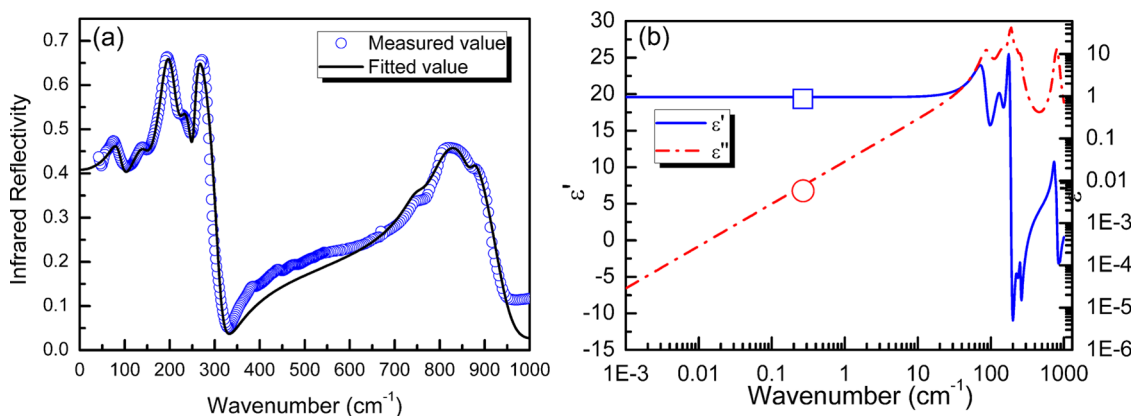 (a)
Measured value
Fitted value
Infrared Reflectivity
0.7
0.6
0.5
0.4
0.3
0.2
0.1
0.0
0 100 200 300 400 500 600 700 800 900 1000
Wavenumber (cm-1)
(b)
ε'
ε''
ε'
30
25
20
15
10
5
0
-5
-10
-15
10
1
0.1
0.01
1E-3
1E-4
1E-5
1E-6
1E-3 0.01 0.1 1 10 100 1000
Wavenumber (cm-1)